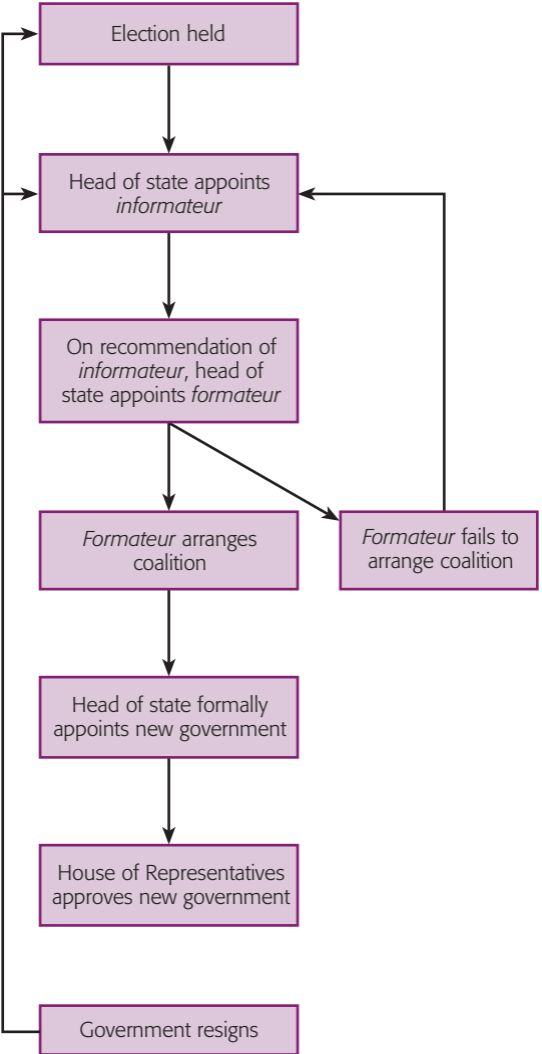 Election held
Head of state appoints
informateur
On recommendation of
informateur, head of
state appoints formateur
Formateur arranges
coalition
Formateur fails to
arrange coalition
Head of state formally
appoints new government
House of Representatives
approves new government
Government resigns